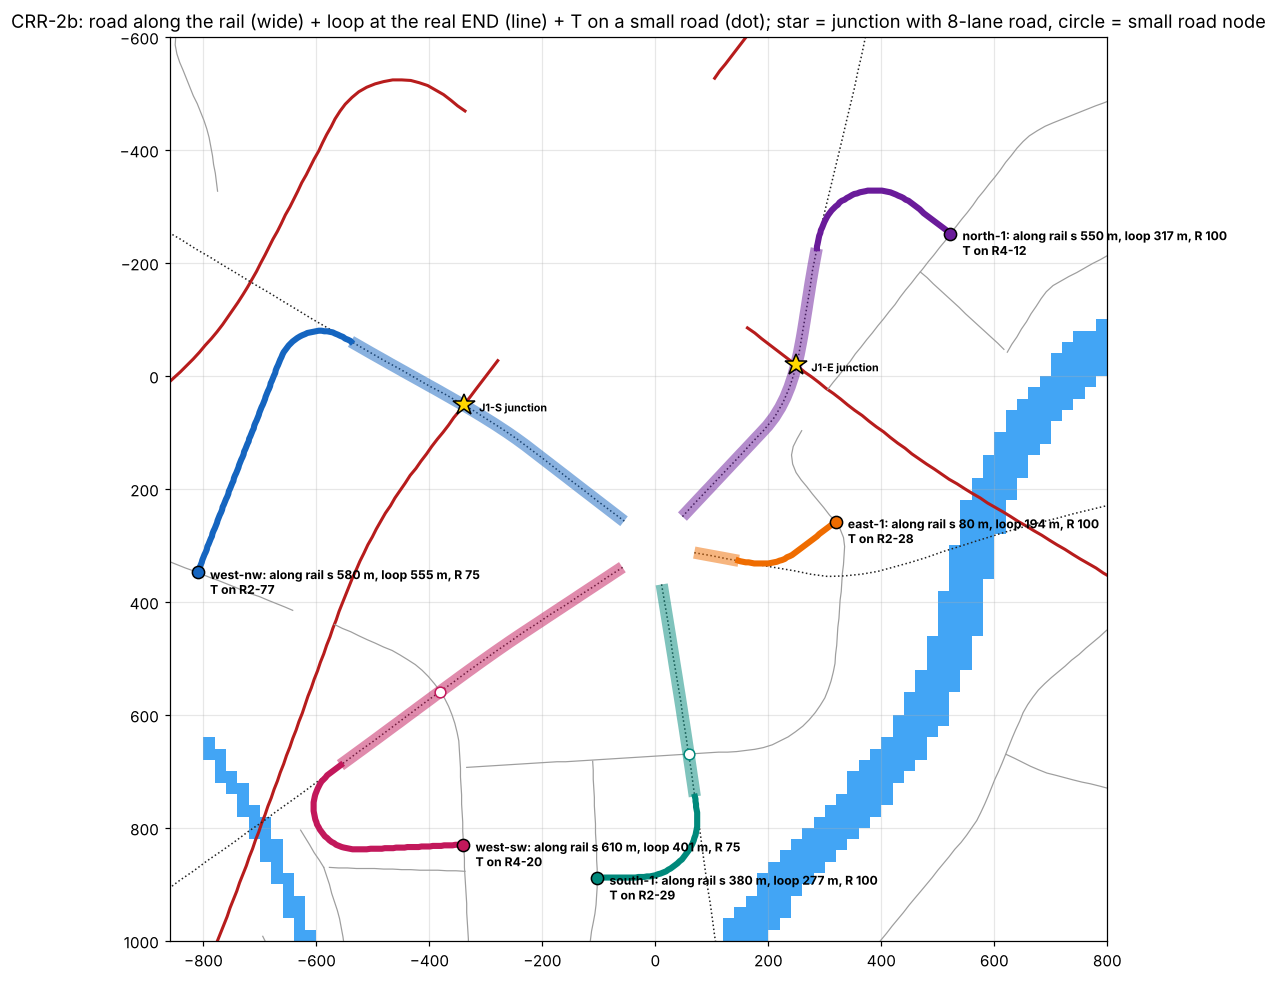 CRR-2b: road along the rail (wide) + loop at the real END (line) + T on a small road (dot); star = junction with 8-lane road, circle = small road node
−600
−400
−200
0
200
400
600
800
1000
north-1: along rail s 550 m, loop 317 m, R 100
T on R4-12
J1-E junction
J1-S junction
east-1: along rail s 80 m, loop 194 m, R 100
T on R2-28
west-nw: along rail s 580 m, loop 555 m, R 75
T on R2-77
west-sw: along rail s 610 m, loop 401 m, R 75
T on R4-20
south-1: along rail s 380 m, loop 277 m, R 100
T on R2-29
−800 −600 −400 −200 0 200 400 600 800